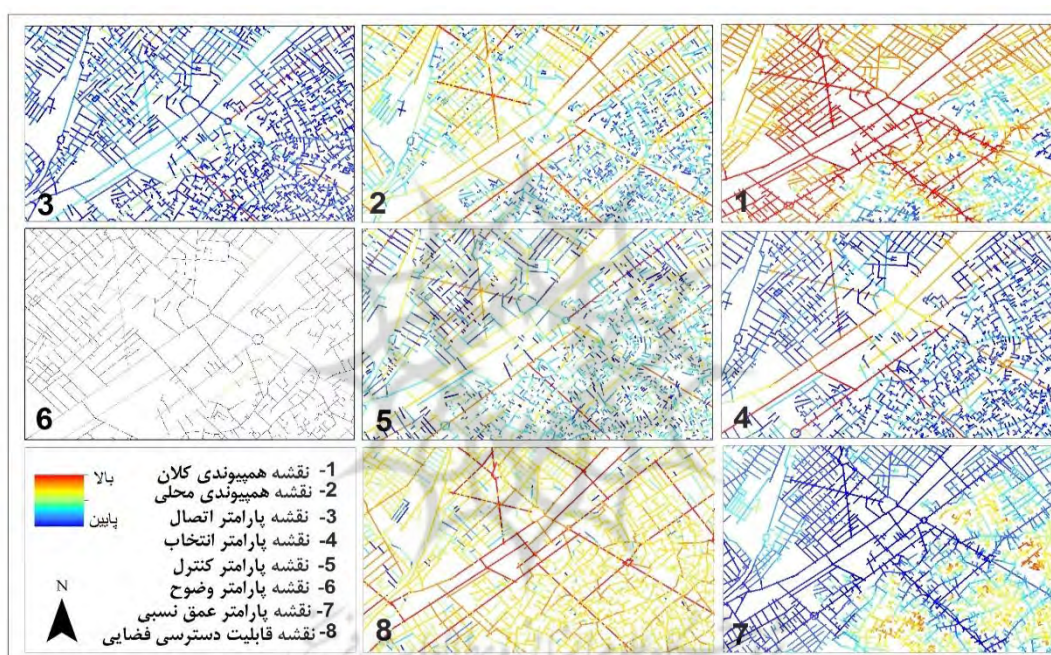 3
2
1
6
5
4
بالا
پایین
N
1- نقشه همپیوندی کلان
2- نقشه همپیوندی محلی
3- نقشه پارامتر اتصال
4- نقشه پارامتر انتخاب
5- نقشه پارامتر کنترل
6- نقشه پارامتر وضوح
7- نقشه پارامتر عمق نسبی
8- نقشه قابلیت دسترسی فضایی
8
7